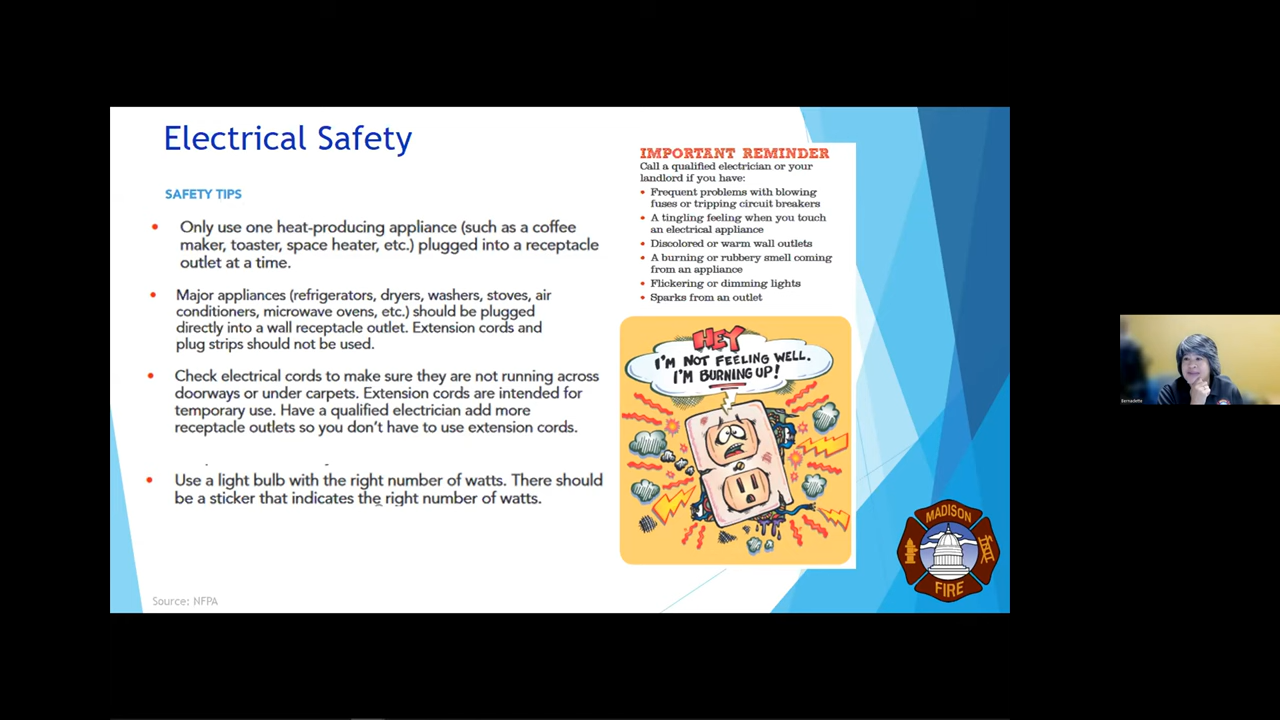 Electrical Safety
SAFETY TIPS
• Only use one heat-producing appliance (such as a coffee
maker, toaster, space heater, etc.) plugged into a receptacle
outlet at a time.
• Major appliances (refrigerators, dryers, washers, stoves, air
conditioners, microwave ovens, etc.) should be plugged
directly into a wall receptacle outlet. Extension cords and
plug strips should not be used.
• Check electrical cords to make sure they are not running across
doorways or under carpets. Extension cords are intended for
temporary use. Have a qualified electrician add more
receptacle outlets so you don't have to use extension cords.
• Use a light bulb with the right number of watts. There should
be a sticker that indicates the right number of watts.
Source: NFPA
IMPORTANT REMINDER
Call a qualified electrician or your
landlord if you have:
• Frequent problems with blowing
fuses or tripping circuit breakers
• A tingling feeling when you touch
an electrical appliance
• Discolored or warm wall outlets
• A burning or rubbery smell coming
from an appliance
• Flickering or dimming lights
• Sparks from an outlet
HEY
I'M NOT FEELING WELL.
I'M BURNING UP!
MADISON
FIRE
Bernadette